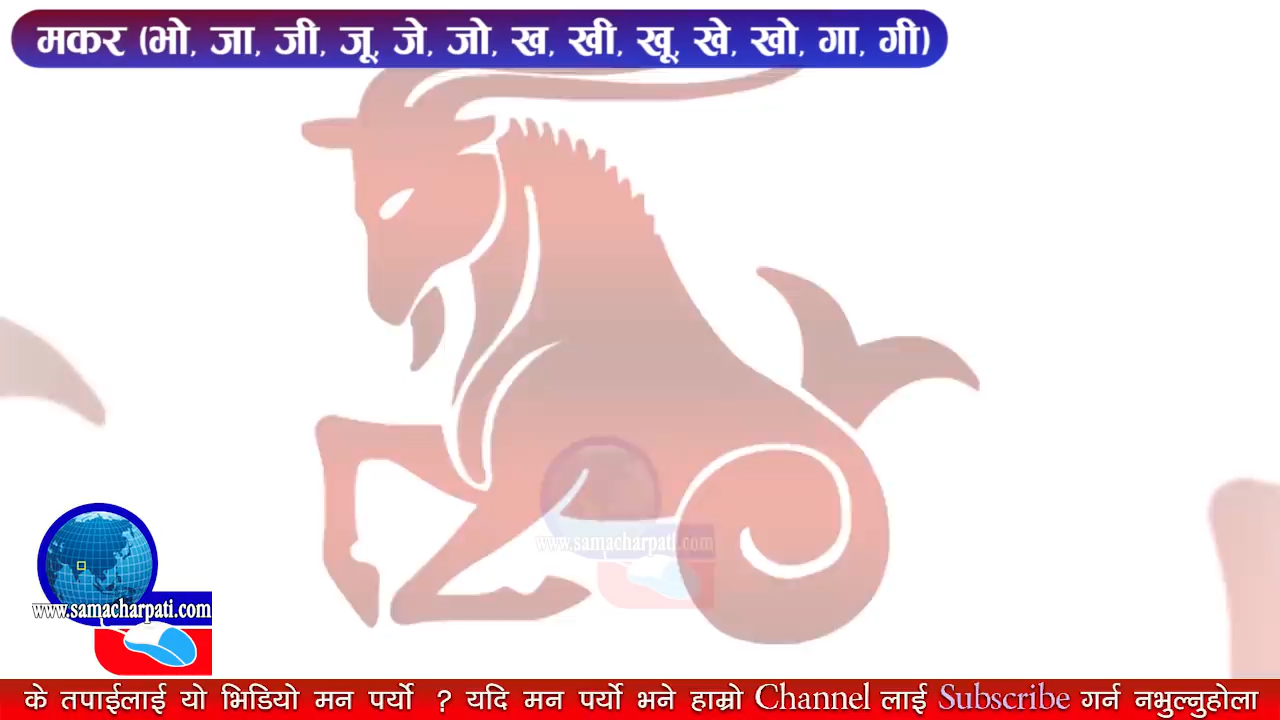 मकर (भो, जा, जी, जू, जे, जो, ख, खी, खू, खे, खो, गा, गी)
www.samacharpati.com
www.samacharpati.com
के तपाईलाई यो भिडियो मन पर्यो ? यदि मन पर्यो भने हाम्रो Channel लाई Subscribe गर्न नभुल्नुहोला